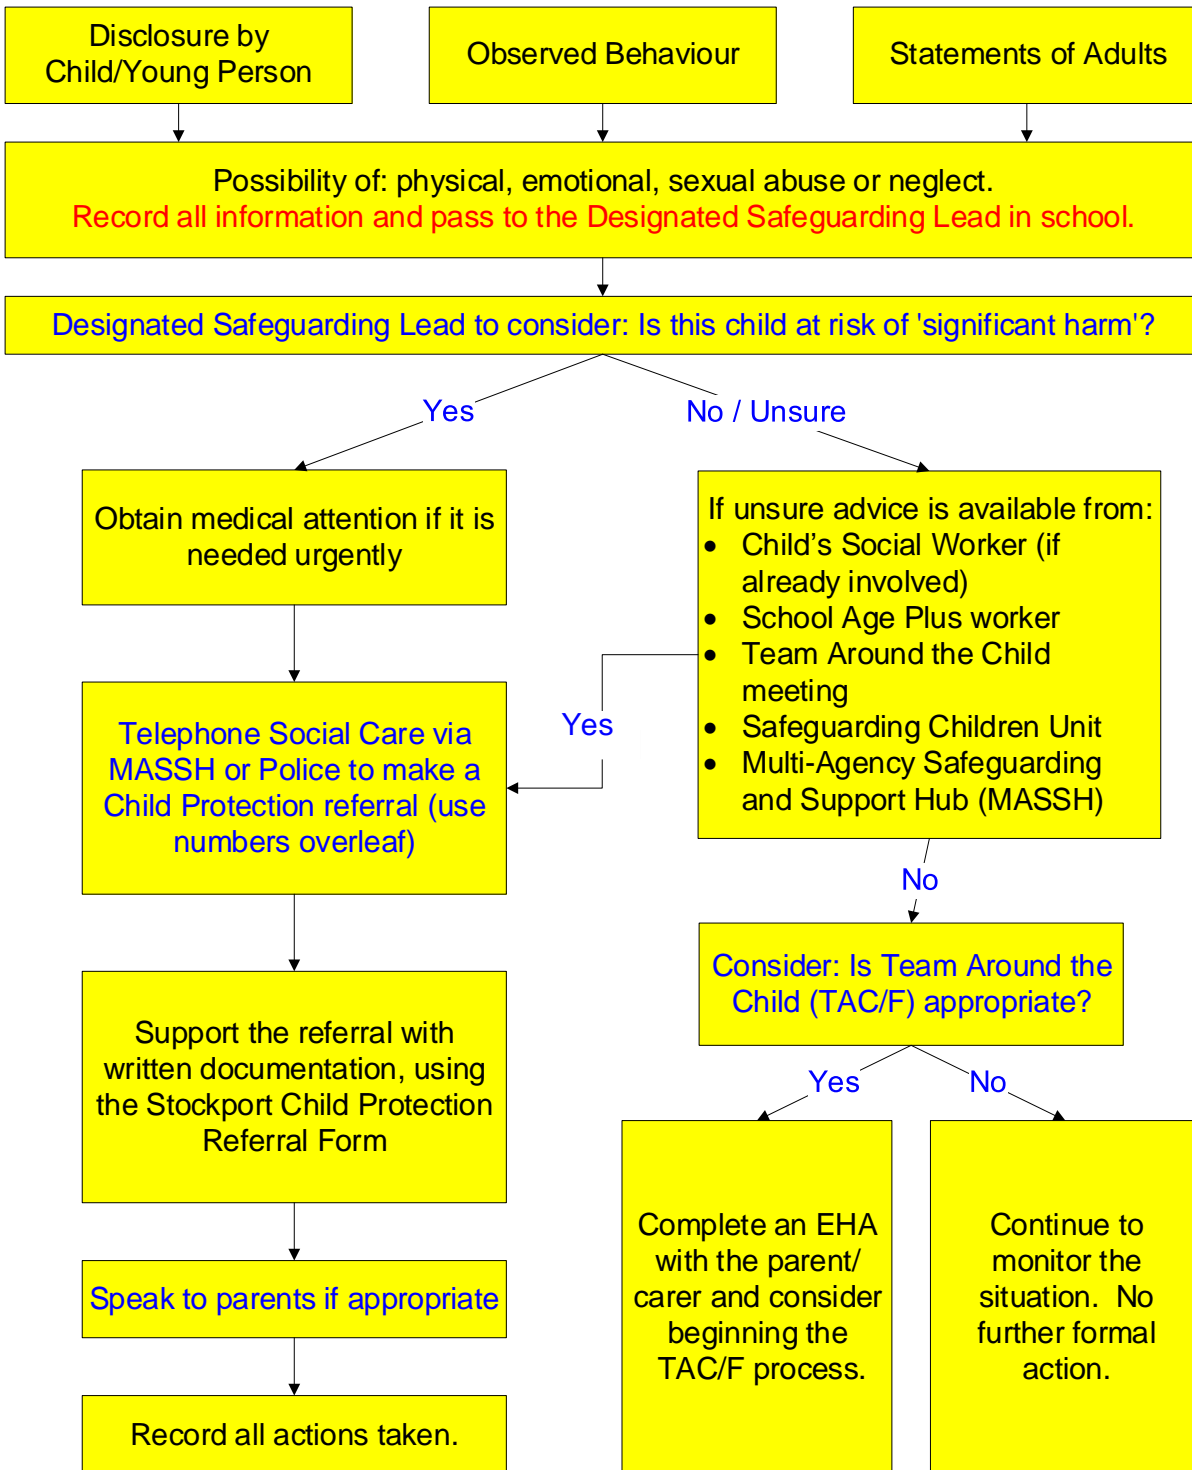 Disclosure by
Child/Young Person
Observed Behaviour
Statements of Adults
Possibility of: physical, emotional, sexual abuse or neglect.
Record all information and pass to the Designated Safeguarding Lead in school.
Designated Safeguarding Lead to consider: Is this child at risk of 'significant harm'?
Yes
No / Unsure
Obtain medical attention if it is
needed urgently
If unsure advice is available from:
• Child’s Social Worker (if
already involved)
• School Age Plus worker
• Team Around the Child
meeting
• Safeguarding Children Unit
• Multi-Agency Safeguarding
and Support Hub (MASSH)
Yes
Telephone Social Care via
MASSH or Police to make a
Child Protection referral (use
numbers overleaf)
No
Consider: Is Team Around the
Child (TAC/F) appropriate?
Support the referral with
written documentation, using
the Stockport Child Protection
Referral Form
Yes
No
Speak to parents if appropriate
Complete an EHA
with the parent/
carer and consider
beginning the
TAC/F process.
Continue to
monitor the
situation.  No
further formal
action.
Record all actions taken.